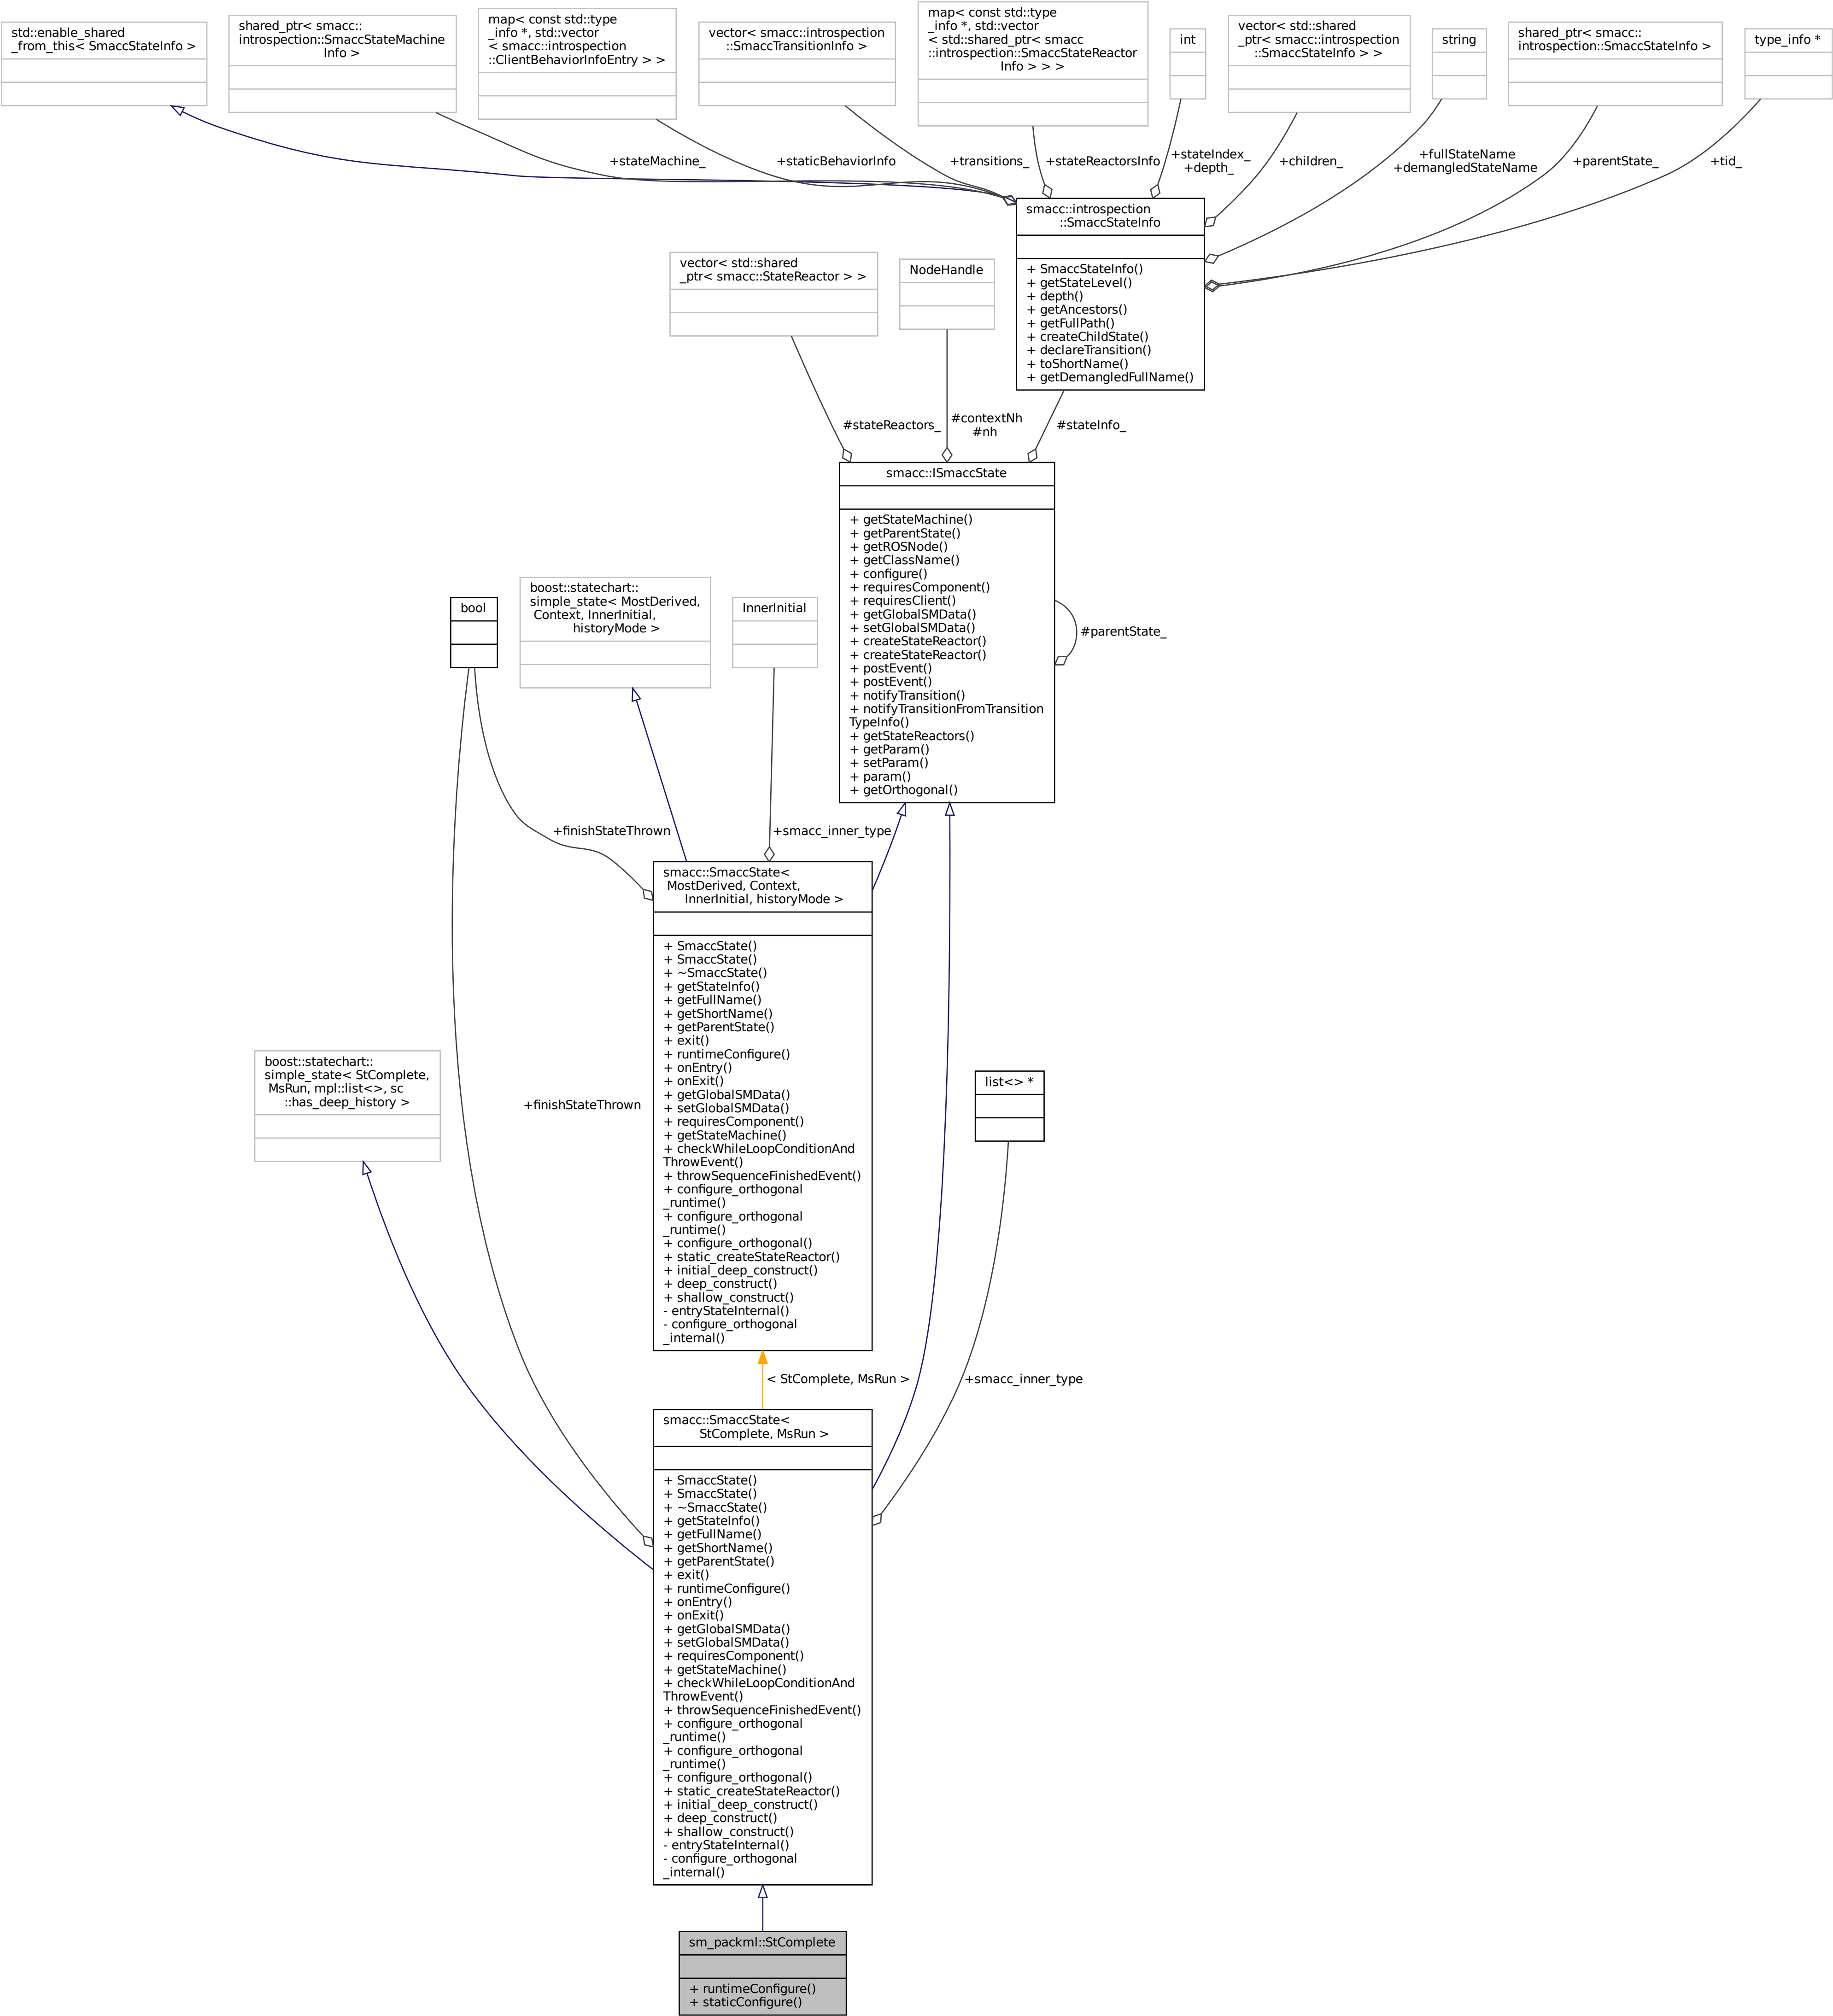 std::enable_shared
_from_this< SmaccStateInfo >
shared_ptr< smacc::
introspection::SmaccStateMachine
Info >
map< const std::type
_info *, std::vector
< smacc::introspection
::ClientBehaviorInfoEntry > >
vector< smacc::introspection
::SmaccTransitionInfo >
map< const std::type
_info *, std::vector
< std::shared_ptr< smacc
::introspection::SmaccStateReactor
Info > > >
int
vector< std::shared
_ptr< smacc::introspection
::SmaccStateInfo > >
string
shared_ptr< smacc::
introspection::SmaccStateInfo >
type_info *
+stateMachine_
+staticBehaviorInfo
+transitions_
+stateReactorsInfo
+stateIndex_
+depth_
+children_
+fullStateName
+demangledStateName
+parentState_
+tid_
smacc::introspection
::SmaccStateInfo
+ SmaccStateInfo()
+ getStateLevel()
+ depth()
+ getAncestors()
+ getFullPath()
+ createChildState()
+ declareTransition()
+ toShortName()
+ getDemangledFullName()
vector< std::shared
_ptr< smacc::StateReactor > >
NodeHandle
#stateReactors_
#contextNh
#nh
#stateInfo_
smacc::ISmaccState
+ getStateMachine()
+ getParentState()
+ getROSNode()
+ getClassName()
+ configure()
+ requiresComponent()
+ requiresClient()
+ getGlobalSMData()
+ setGlobalSMData()
+ createStateReactor()
+ createStateReactor()
+ postEvent()
+ postEvent()
+ notifyTransition()
+ notifyTransitionFromTransition
TypeInfo()
+ getStateReactors()
+ getParam()
+ setParam()
+ param()
+ getOrthogonal()
#parentState_
bool
boost::statechart::
simple_state< MostDerived,
Context, InnerInitial,
historyMode >
InnerInitial
+finishStateThrown
+smacc_inner_type
smacc::SmaccState<
MostDerived, Context,
InnerInitial, historyMode >
+ SmaccState()
+ SmaccState()
+ ~SmaccState()
+ getStateInfo()
+ getFullName()
+ getShortName()
+ getParentState()
+ exit()
+ runtimeConfigure()
+ onEntry()
+ onExit()
+ getGlobalSMData()
+ setGlobalSMData()
+ requiresComponent()
+ getStateMachine()
+ checkWhileLoopConditionAnd
ThrowEvent()
+ throwSequenceFinishedEvent()
+ configure_orthogonal
_runtime()
+ configure_orthogonal
_runtime()
+ configure_orthogonal()
+ static_createStateReactor()
+ initial_deep_construct()
+ deep_construct()
+ shallow_construct()
- entryStateInternal()
- configure_orthogonal
_internal()
boost::statechart::
simple_state< StComplete,
MsRun, mpl::list<>, sc
::has_deep_history >
+finishStateThrown
list<> *
< StComplete, MsRun >
+smacc_inner_type
smacc::SmaccState<
StComplete, MsRun >
+ SmaccState()
+ SmaccState()
+ ~SmaccState()
+ getStateInfo()
+ getFullName()
+ getShortName()
+ getParentState()
+ exit()
+ runtimeConfigure()
+ onEntry()
+ onExit()
+ getGlobalSMData()
+ setGlobalSMData()
+ requiresComponent()
+ getStateMachine()
+ checkWhileLoopConditionAnd
ThrowEvent()
+ throwSequenceFinishedEvent()
+ configure_orthogonal
_runtime()
+ configure_orthogonal
_runtime()
+ configure_orthogonal()
+ static_createStateReactor()
+ initial_deep_construct()
+ deep_construct()
+ shallow_construct()
- entryStateInternal()
- configure_orthogonal
_internal()
sm_packml::StComplete
+ runtimeConfigure()
+ staticConfigure()